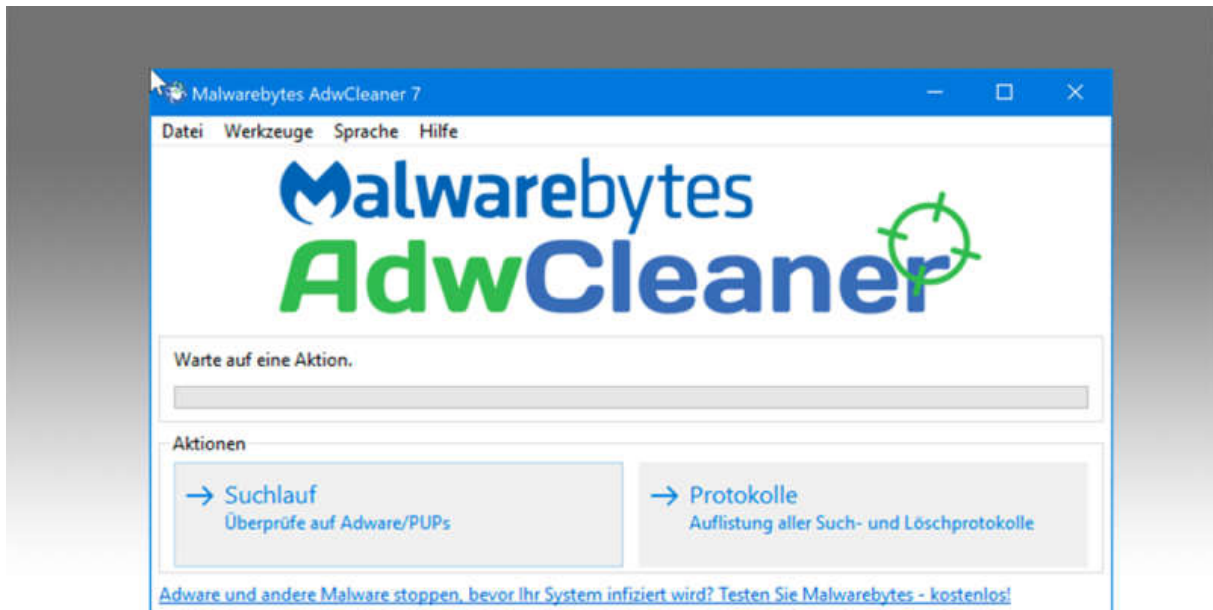 Malwarebytes AdwCleaner 7
Datei Werkzeuge Sprache Hilfe
Malwarebytes
AdwCleaner
Warte auf eine Aktion.
Aktionen
Suchlauf
Überprüfe auf Adware/PUPs
Protokolle
Auflistung aller Such- und Löschprotokolle
Adware und andere Malware stoppen, bevor Ihr System infiziert wird? Testen Sie Malwarebytes - kostenlos!